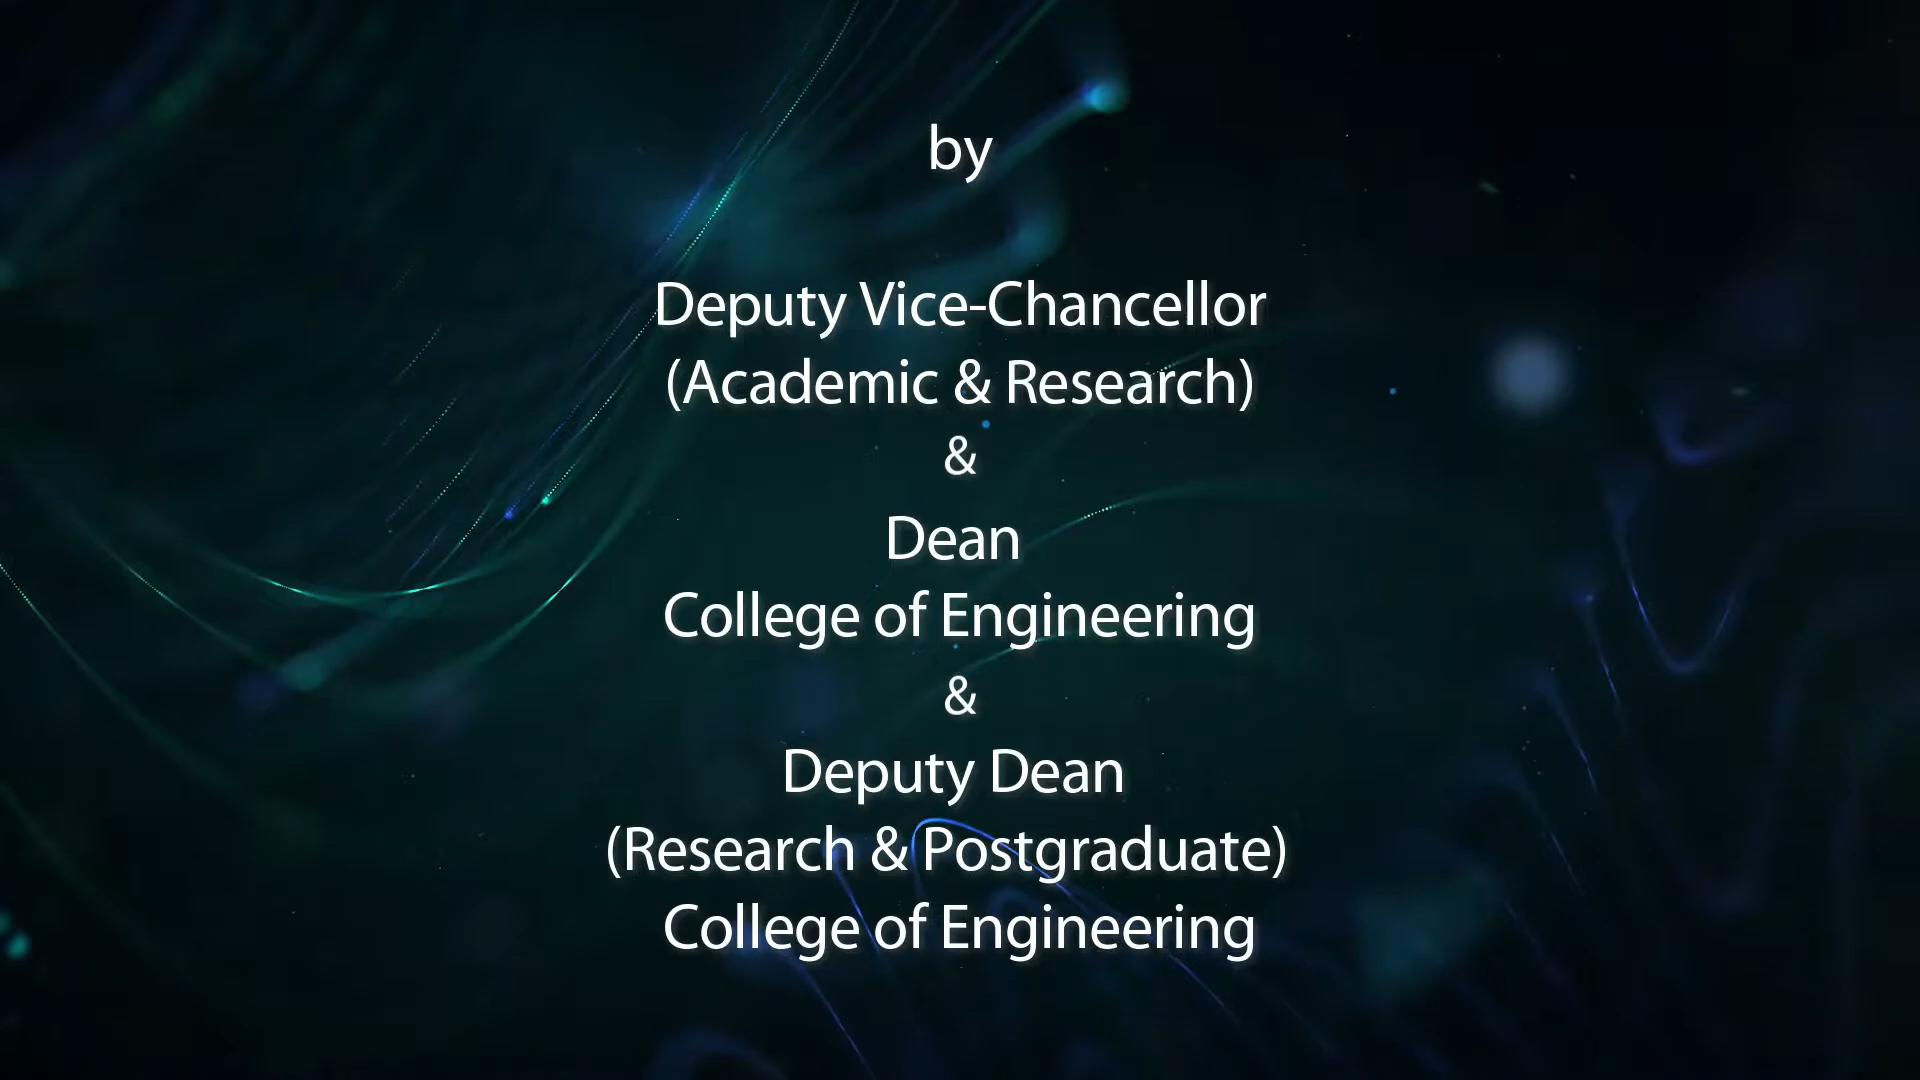 by
Deputy Vice-Chancellor
(Academic & Research)
&
Dean
College of Engineering
&
Deputy Dean
(Research & Postgraduate)
College of Engineering